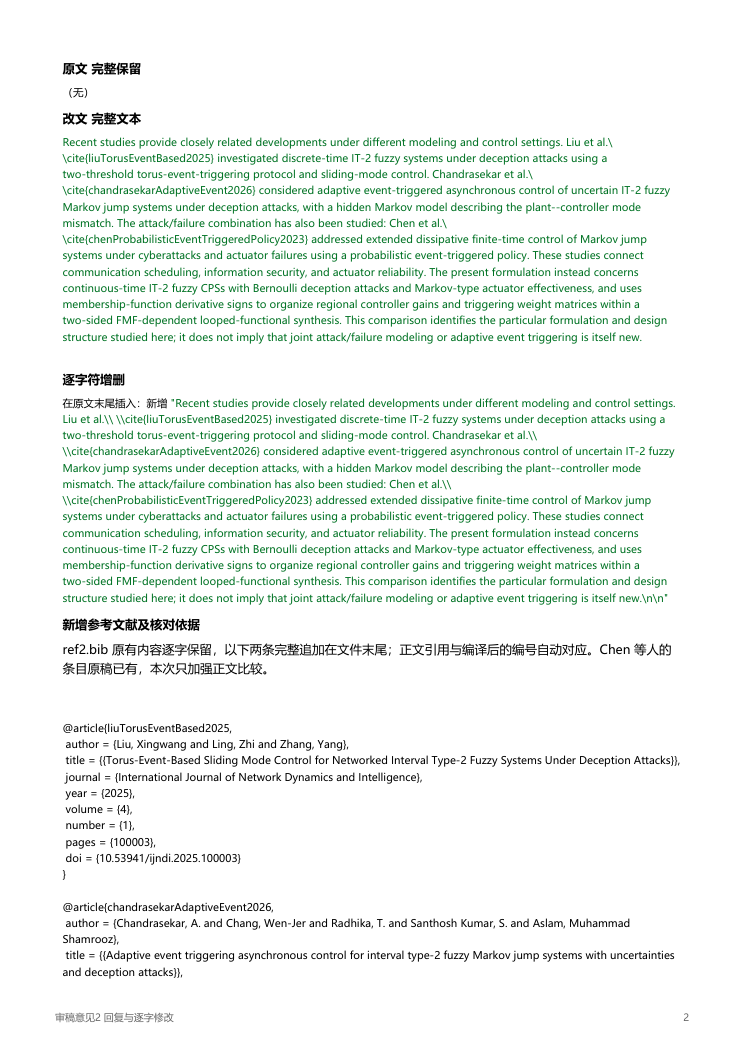 原文 完整保留
（无）
改文 完整文本
Recent studies provide closely related developments under different modeling and control settings. Liu et al.\
\cite{liuTorusEventBased2025} investigated discrete-time IT-2 fuzzy systems under deception attacks using a
two-threshold torus-event-triggering protocol and sliding-mode control. Chandrasekar et al.\
\cite{chandrasekarAdaptiveEvent2026} considered adaptive event-triggered asynchronous control of uncertain IT-2 fuzzy
Markov jump systems under deception attacks, with a hidden Markov model describing the plant--controller mode
mismatch. The attack/failure combination has also been studied: Chen et al.\
\cite{chenProbabilisticEventTriggeredPolicy2023} addressed extended dissipative finite-time control of Markov jump
systems under cyberattacks and actuator failures using a probabilistic event-triggered policy. These studies connect
communication scheduling, information security, and actuator reliability. The present formulation instead concerns
continuous-time IT-2 fuzzy CPSs with Bernoulli deception attacks and Markov-type actuator effectiveness, and uses
membership-function derivative signs to organize regional controller gains and triggering weight matrices within a
two-sided FMF-dependent looped-functional synthesis. This comparison identifies the particular formulation and design
structure studied here; it does not imply that joint attack/failure modeling or adaptive event triggering is itself new.
逐字符增删
在原文末尾插入：新增 "Recent studies provide closely related developments under different modeling and control settings.
Liu et al.\\ \\cite{liuTorusEventBased2025} investigated discrete-time IT-2 fuzzy systems under deception attacks using a
two-threshold torus-event-triggering protocol and sliding-mode control. Chandrasekar et al.\\
\\cite{chandrasekarAdaptiveEvent2026} considered adaptive event-triggered asynchronous control of uncertain IT-2 fuzzy
Markov jump systems under deception attacks, with a hidden Markov model describing the plant--controller mode
mismatch. The attack/failure combination has also been studied: Chen et al.\\
\\cite{chenProbabilisticEventTriggeredPolicy2023} addressed extended dissipative finite-time control of Markov jump
systems under cyberattacks and actuator failures using a probabilistic event-triggered policy. These studies connect
communication scheduling, information security, and actuator reliability. The present formulation instead concerns
continuous-time IT-2 fuzzy CPSs with Bernoulli deception attacks and Markov-type actuator effectiveness, and uses
membership-function derivative signs to organize regional controller gains and triggering weight matrices within a
two-sided FMF-dependent looped-functional synthesis. This comparison identifies the particular formulation and design
structure studied here; it does not imply that joint attack/failure modeling or adaptive event triggering is itself new.\n\n"
新增参考文献及核对依据
ref2.bib 原有内容逐字保留，以下两条完整追加在文件末尾；正文引用与编译后的编号自动对应。Chen 等人的
条目原稿已有，本次只加强正文比较。
@article{liuTorusEventBased2025,
author = {Liu, Xingwang and Ling, Zhi and Zhang, Yang},
title = {{Torus-Event-Based Sliding Mode Control for Networked Interval Type-2 Fuzzy Systems Under Deception Attacks}},
journal = {International Journal of Network Dynamics and Intelligence},
year = {2025},
volume = {4},
number = {1},
pages = {100003},
doi = {10.53941/ijndi.2025.100003}
}
@article{chandrasekarAdaptiveEvent2026,
author = {Chandrasekar, A. and Chang, Wen-Jer and Radhika, T. and Santhosh Kumar, S. and Aslam, Muhammad
Shamrooz},
title = {{Adaptive event triggering asynchronous control for interval type-2 fuzzy Markov jump systems with uncertainties
and deception attacks}},
审稿意见2 回复与逐字修改
2